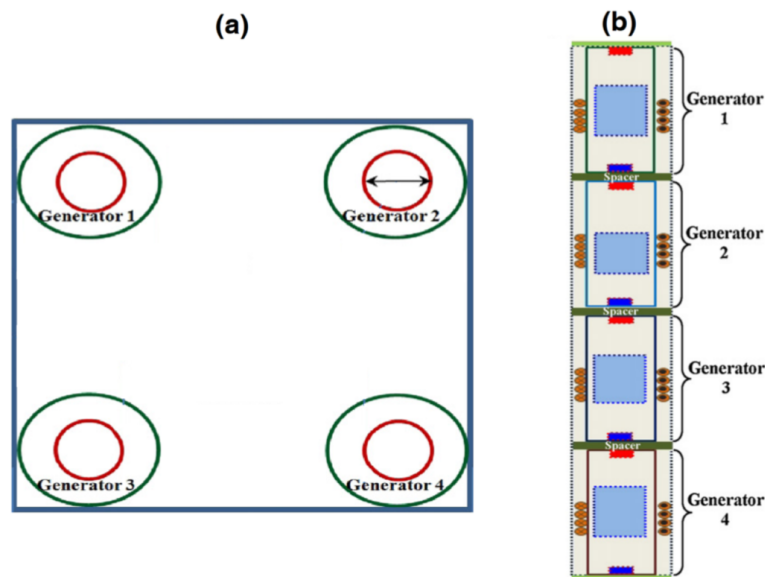 (a)
(b)
Generator 1
Generator 2
Generator 3
Generator 4
Generator
1
Spacer
Generator
2
Spacer
Generator
3
Spacer
Generator
4